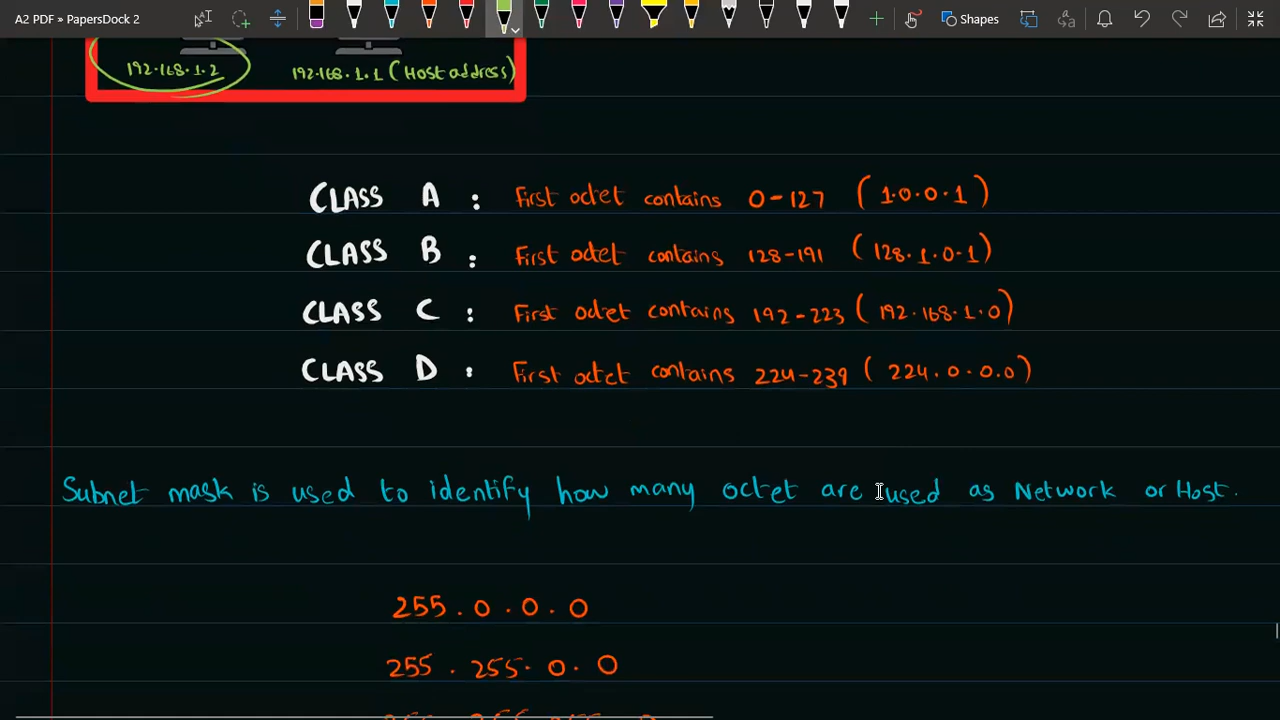 A2 PDF » PapersDock 2
Shapes
192.168.1.2
192.168.1.1 (Host address)
CLASS A : First octet contains 0-127 (1.0.0.1)
CLASS B : First octet contains 128-191 (128.1.0.1)
CLASS C : First octet contains 192-223 (192.168.1.0)
CLASS D : First octet contains 224-239 (224.0.0.0)
Subnet mask is used to identify how many octet are used as Network or Host.
255.0.0.0
255.255.0.0